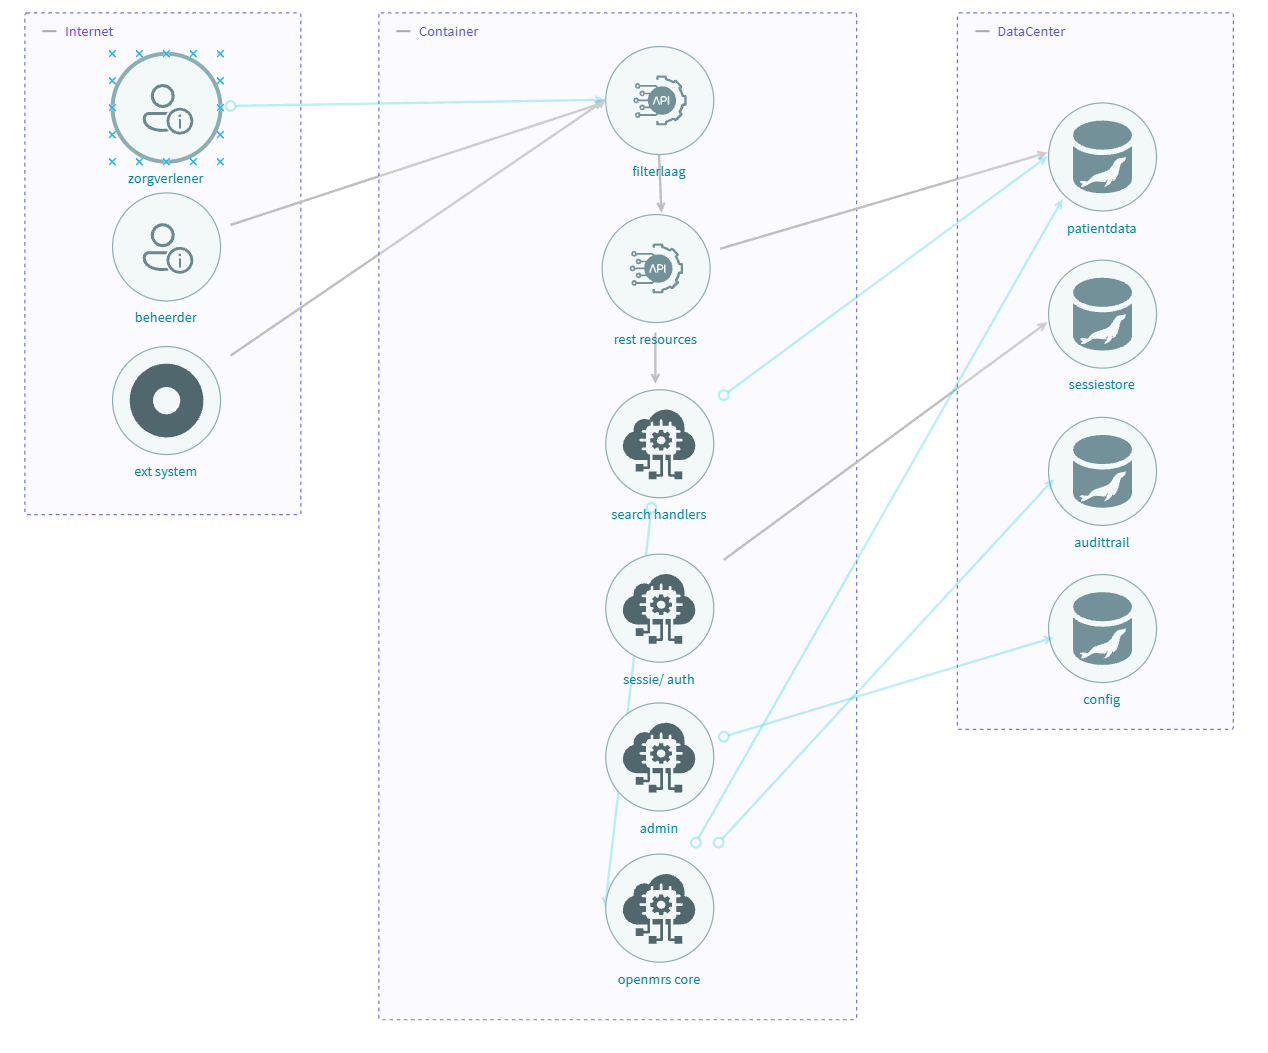 Internet
zorgverlener
i
beheerder
i
ext system
Container
API
filterlaag
API
rest resources
search handlers
sessie/ auth
admin
openmrs core
DataCenter
patientdata
sessiestore
audittrail
config